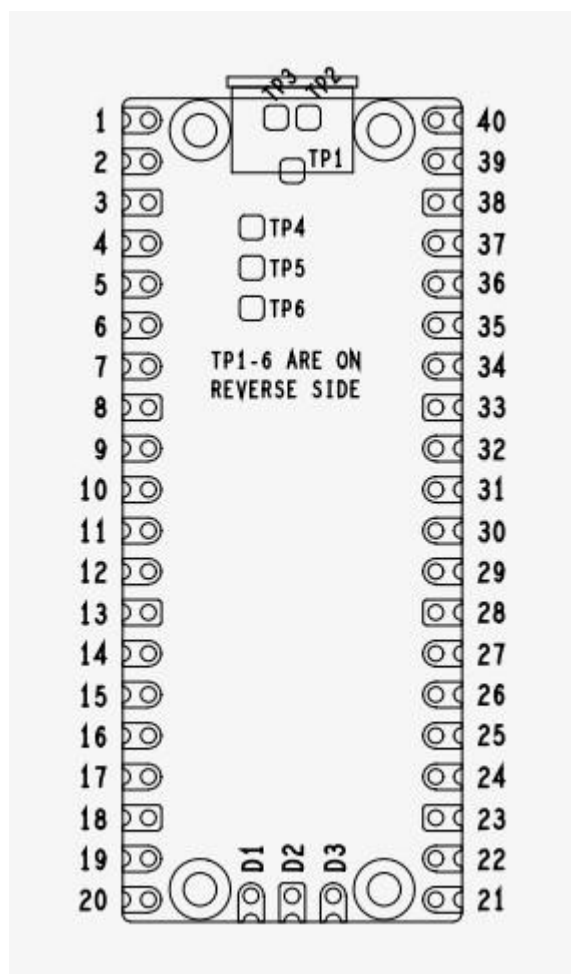 TP3 TP2
1 40
TP1
2 39
3 38
TP4
4 37
TP5
5 36
TP6
6 35
TP1-6 ARE ON
7 34
REVERSE SIDE
8 33
9 32
10 31
11 30
12 29
13 28
14 27
15 26
16 25
17 24
18 23
D1 D2 D3
19 22
20 21